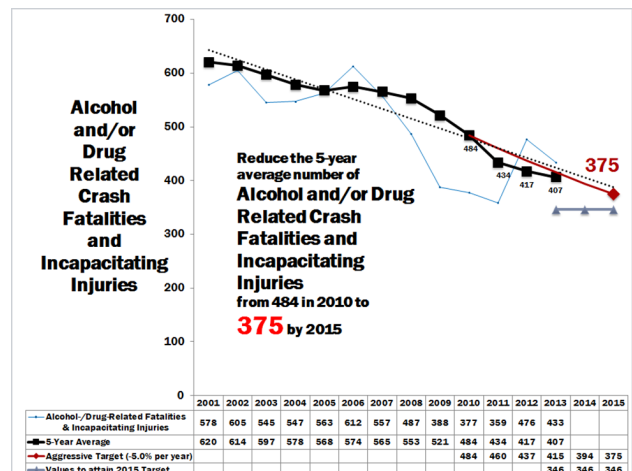 700
600
500
400
300
200
100
0
Alcohol
and/or
Drug
Related
Crash
Fatalities
and
Incapacitating
Injuries
Reduce the 5-year
average number of
Alcohol and/or Drug
Related Crash
Fatalities and
Incapacitating
Injuries
from 484 in 2010 to
375 by 2015
484
434
417
407
375
2001 2002 2003 2004 2005 2006 2007 2008 2009 2010 2011 2012 2013 2014 2015
Alcohol-/Drug-Related Fatalities
& Incapacitating Injuries
578 605 545 547 563 612 557 487 388 377 359 476 433
5-Year Average 620 614 597 578 568 574 565 553 521 484 434 417 407
Aggressive Target (-5.0% per year) 484 460 437 415 394 375
Values to attain 2015 Target 346 346 346